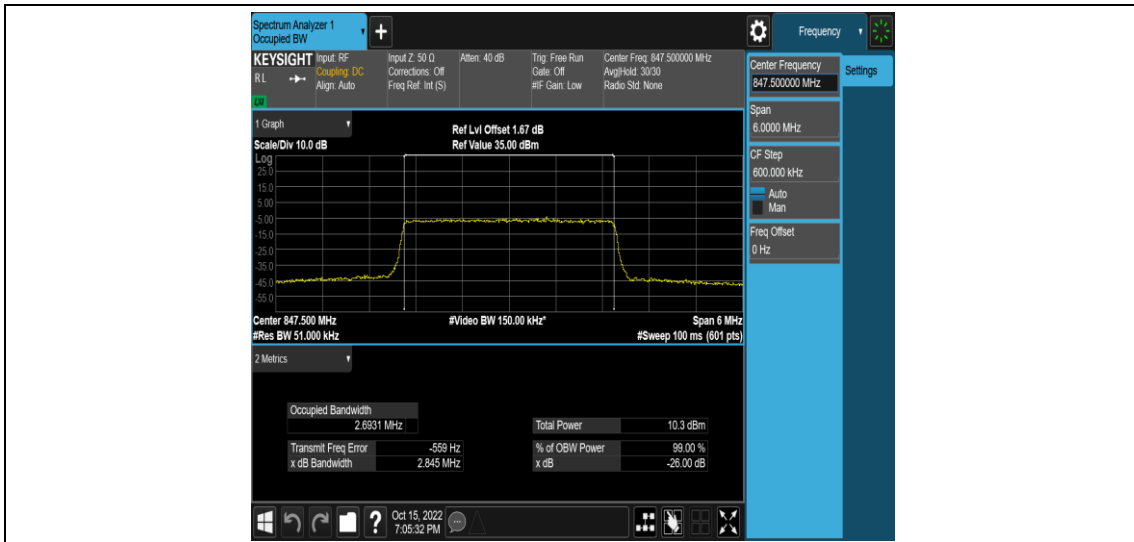 Spectrum Analyzer 1
Occupied BW
+
Frequency
KEYSIGHT
RL
Input: RF
Coupling: DC
Align: Auto
Input Z: 50 Ω
Corrections: Off
Freq Ref: Int (S)
Atten: 40 dB
Trig: Free Run
Gate: Off
#IF Gain: Low
Center Freq: 847.500000 MHz
Avg|Hold: 30/30
Radio Std: None
Center Frequency
847.500000 MHz
Settings
Span
6.0000 MHz
CF Step
600.000 kHz
Auto
Man
Freq Offset
0 Hz
1 Graph
Ref Lvl Offset 1.67 dB
Scale/Div 10.0 dB
Ref Value 35.00 dBm
Log
25.0
15.0
5.00
-5.00
-15.0
-25.0
-35.0
-45.0
-55.0
Center 847.500 MHz
#Video BW 150.00 kHz*
Span 6 MHz
#Res BW 51.000 kHz
#Sweep 100 ms (601 pts)
2 Metrics
Occupied Bandwidth
2.6931 MHz
Total Power 10.3 dBm
Transmit Freq Error -559 Hz
% of OBW Power 99.00 %
x dB Bandwidth 2.845 MHz
x dB -26.00 dB
?
Oct 15, 2022
7:05:32 PM